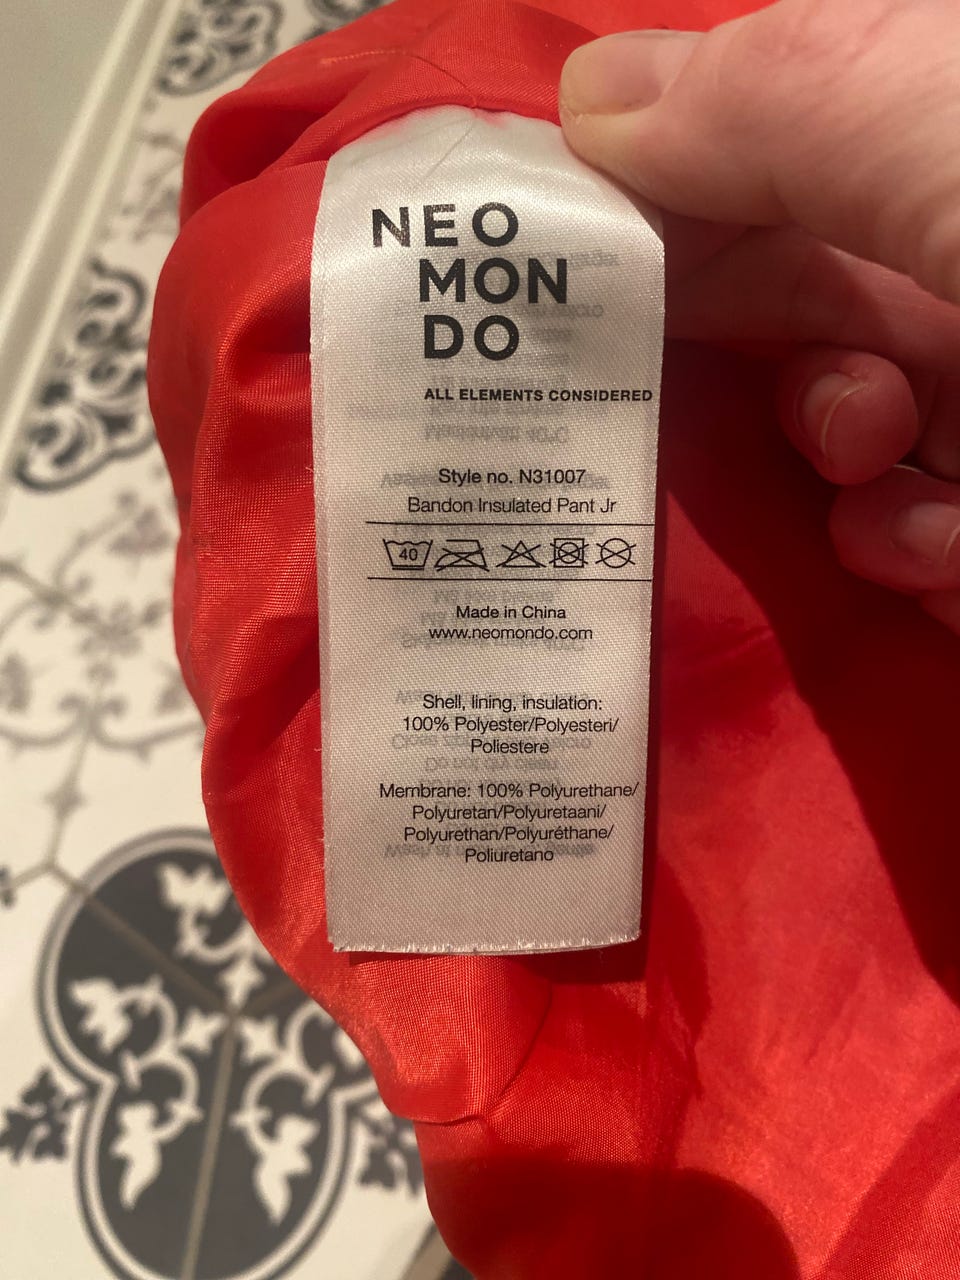 NEO
MON
DO
ALL ELEMENTS CONSIDERED
Style no. N31007
Bandon Insulated Pant Jr
40
Made in China
www.neomondo.com
Shell, lining, insulation:
100% Polyester/Polyesteri/
Poliestere
Membrane: 100% Polyurethane/
Polyuretan/Polyuretaani/
Polyurethan/Polyuréthane/
Poliuretano